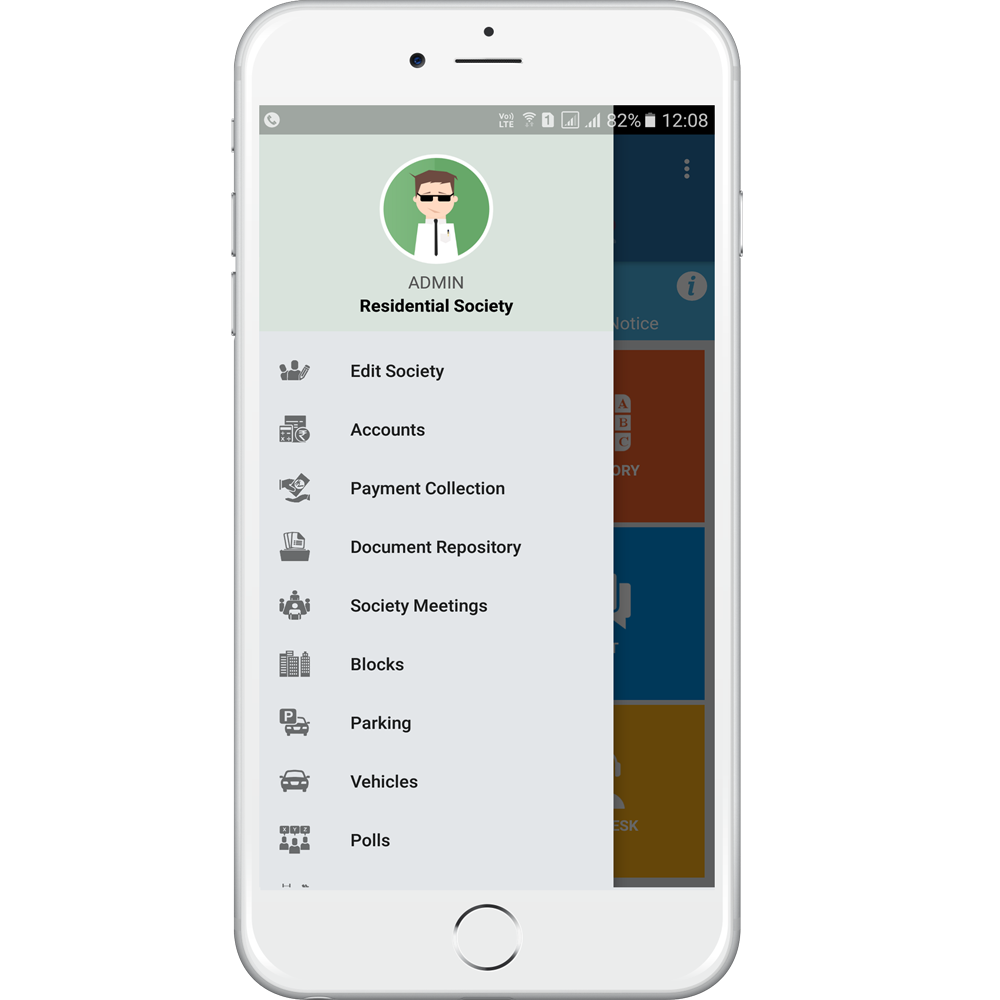 Vo))
LTE
1
82%
12:08
ADMIN
Residential Society
Notice
Edit Society
A
B
C
ORY
Accounts
Payment Collection
Document Repository
Society Meetings
T
Blocks
P
Parking
Vehicles
ESK
X Y Z
Polls